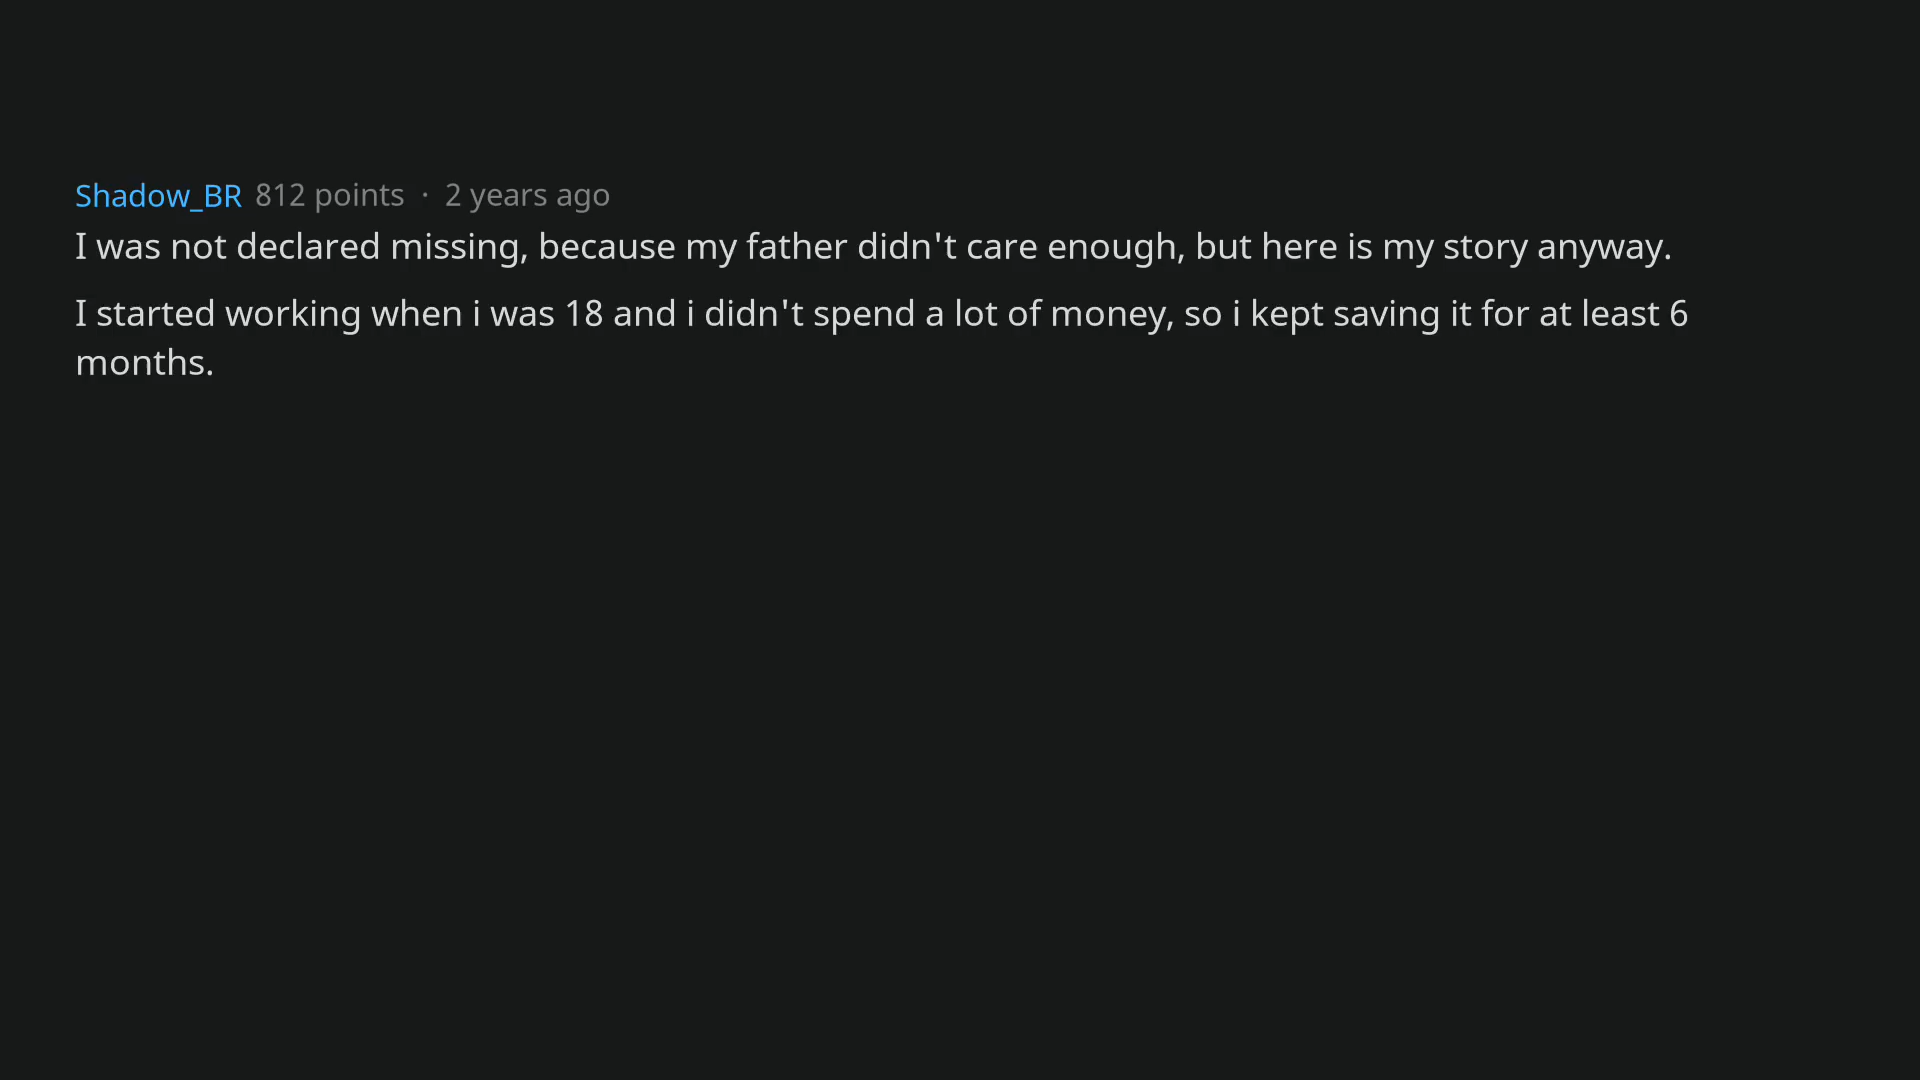 Shadow_BR 812 points · 2 years ago
I was not declared missing, because my father didn't care enough, but here is my story anyway.
I started working when i was 18 and i didn't spend a lot of money, so i kept saving it for at least 6
months.